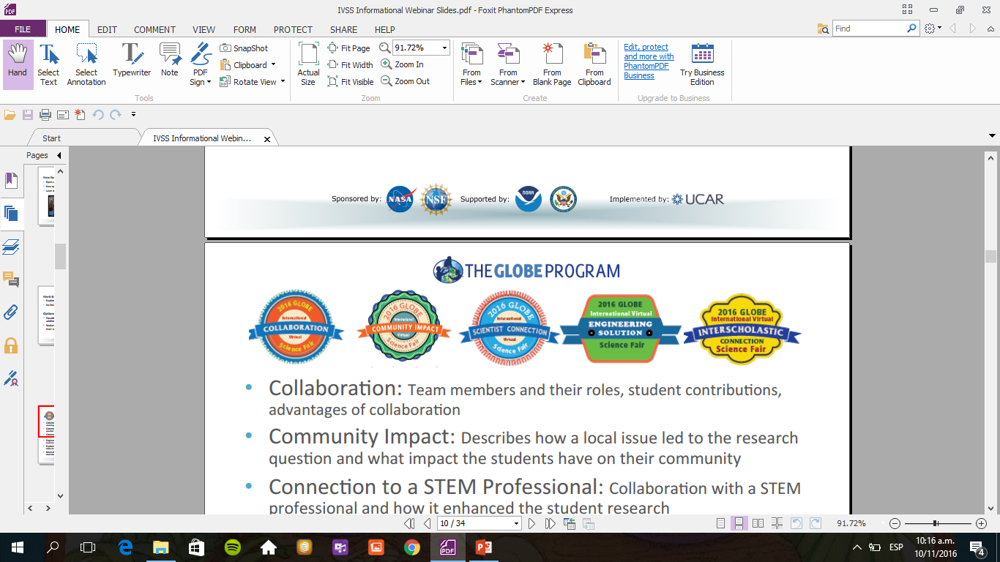 IVSS Informational Webinar Slides.pdf - Foxit PhantomPDF Express
FILE HOME EDIT COMMENT VIEW FORM PROTECT SHARE HELP
Find
Hand
Select Text
Select Annotation
Typewriter
Note
PDF Sign
SnapShot
Clipboard
Rotate View
Tools
Actual Size
Fit Page
Fit Width
Fit Visible
91.72%
Zoom In
Zoom Out
Zoom
From Files
From Scanner
From Blank Page
From Clipboard
Create
Edit, protect
and more with
PhantomPDF
Business
Try Business Edition
Upgrade to Business
Start
IVSS Informational Webin...
Pages
Sponsored by: NASA NSF Supported by: NOAA Implemented by: UCAR
THE GLOBE PROGRAM
2016 GLOBE
International
COLLABORATION
Virtual
Science Fair
2016 GLOBE
International
COMMUNITY IMPACT
Virtual
Science Fair
2016 GLOBE
International
SCIENTIST CONNECTION
Virtual
Science Fair
2016 GLOBE
International Virtual
ENGINEERING
SOLUTION
Science Fair
2016 GLOBE
International Virtual
INTERSCHOLASTIC
CONNECTION
Science Fair
• Collaboration: Team members and their roles, student contributions,
advantages of collaboration
• Community Impact: Describes how a local issue led to the research
question and what impact the students have on their community
• Connection to a STEM Professional: Collaboration with a STEM
professional and how it enhanced the student research
10 / 34
91.72%
ESP
10:16 a.m.
10/11/2016
4